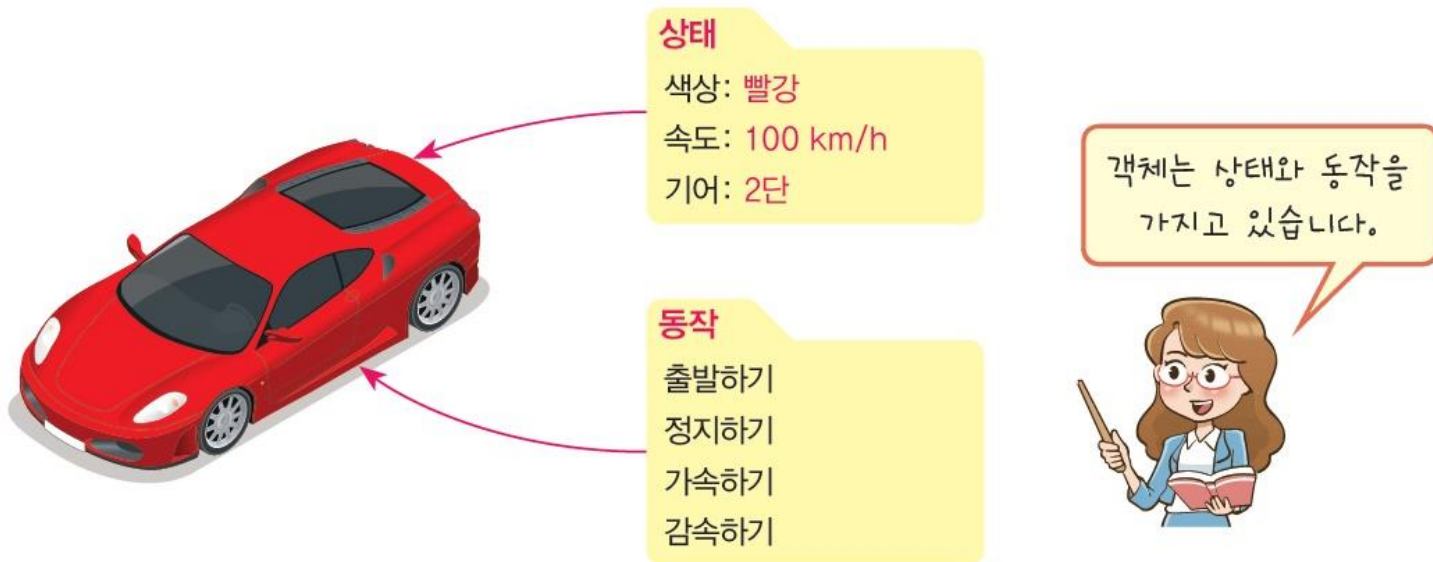 상태
색상: 빨강
속도: 100 km/h
기어: 2단
객체는 상태와 동작을
가지고 있습니다.
동작
출발하기
정지하기
가속하기
감속하기